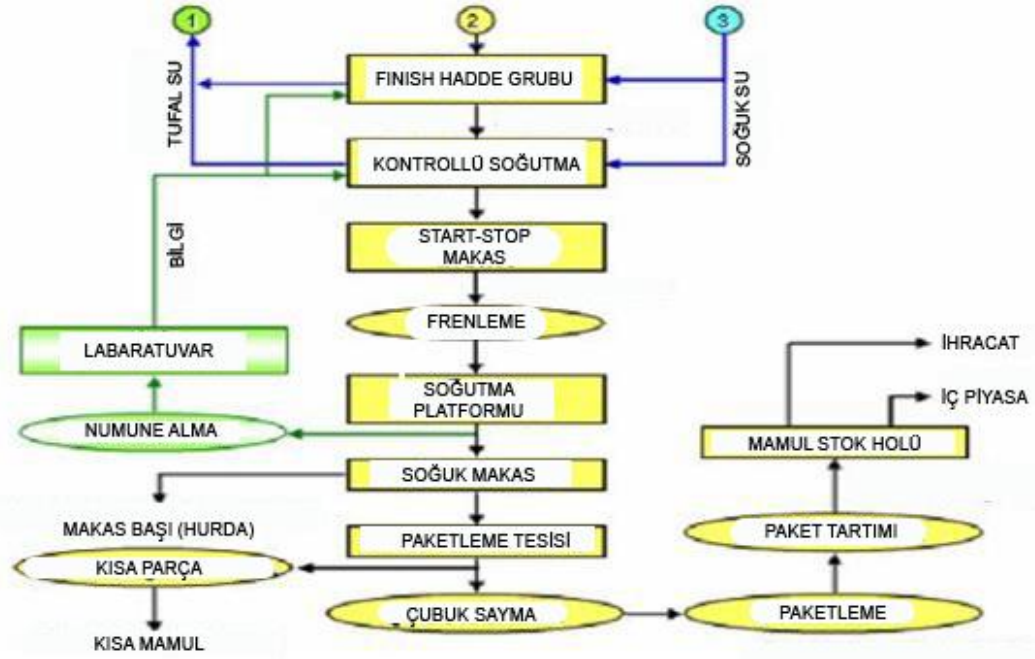 1
2
3
FINISH HADDE GRUBU
TUFAL SU
SOĞUK SU
KONTROLLÜ SOĞUTMA
START-STOP
MAKAS
BİLGİ
FRENLEME
LABARATUVAR
İHRACAT
SOĞUTMA
PLATFORMU
İÇ PİYASA
NUMUNE ALMA
MAMUL STOK HOLÜ
SOĞUK MAKAS
MAKAS BAŞI (HURDA)
PAKET TARTIMI
PAKETLEME TESİSİ
KISA PARÇA
ÇUBUK SAYMA
PAKETLEME
KISA MAMUL